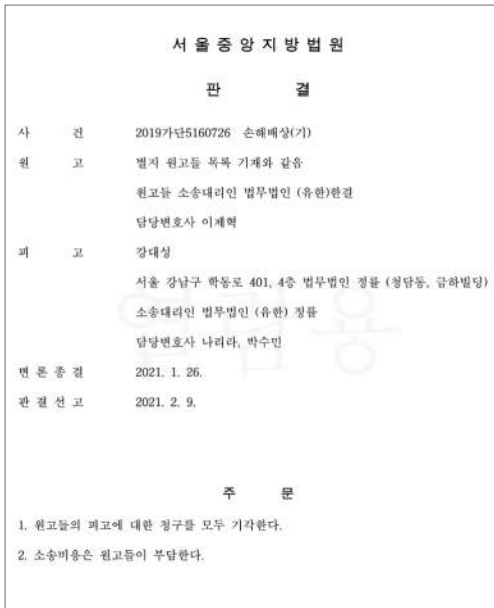 서울중앙지방법원
판 결
사 건 2019가단5160726 손해배상(기)
원 고 별지 원고들 목록 기재와 같음
원고들 소송대리인 법무법인 (유한)한결
담당변호사 이제혁
피 고 강대성
서울 강남구 학동로 401, 4층 법무법인 정률 (청담동, 금하빌딩)
소송대리인 법무법인 (유한) 정률
담당변호사 나리라, 박수민
변 론 종 결 2021. 1. 26.
판 결 선 고 2021. 2. 9.
열람용
주 문
1. 원고들의 피고에 대한 청구를 모두 기각한다.
2. 소송비용은 원고들이 부담한다.